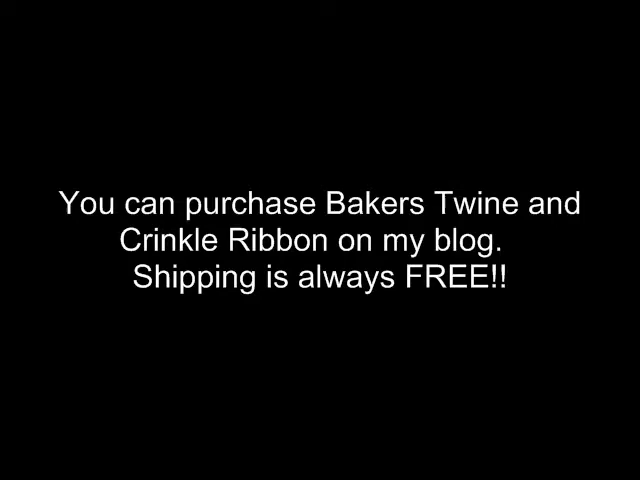 You can purchase Bakers Twine and
Crinkle Ribbon on my blog.
Shipping is always FREE!!